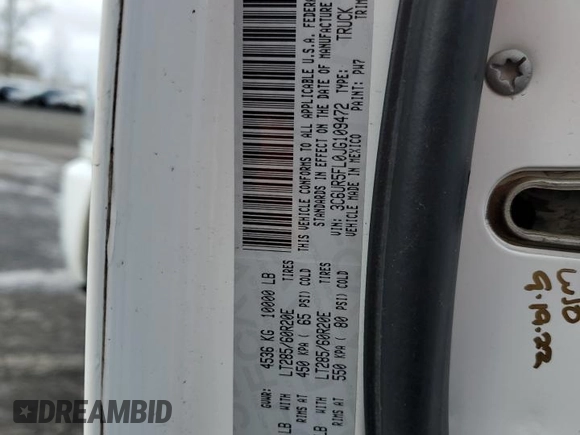 GVWR: 4536 KG 10000 LB
LB WITH LT285/60R20E TIRES
RIMS AT 450 KPA ( 65 PSI) COLD
LB WITH LT285/60R20E TIRES
RIMS AT 550 KPA ( 80 PSI) COLD
THIS VEHICLE CONFORMS TO ALL APPLICABLE U.S.A. FEDERAL
STANDARDS IN EFFECT ON THE DATE OF MANUFACTURE
VIN: 3C6UR5FL0JG109472 TYPE: TRUCK
VEHICLE MADE IN MEXICO PAINT: PW7 TRIM
WJD
9.19.22
DREAMBID